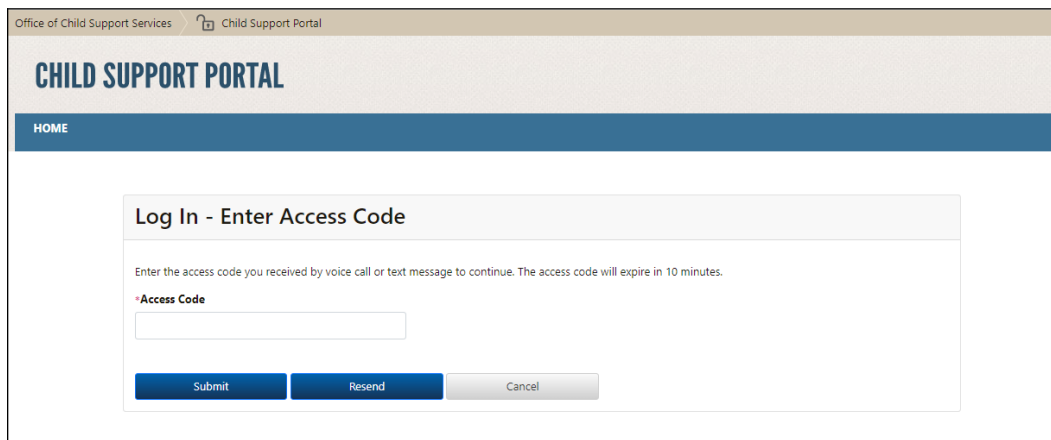 Office of Child Support Services Child Support Portal
CHILD SUPPORT PORTAL
HOME
Log In - Enter Access Code
Enter the access code you received by voice call or text message to continue. The access code will expire in 10 minutes.
*Access Code
Submit Resend Cancel